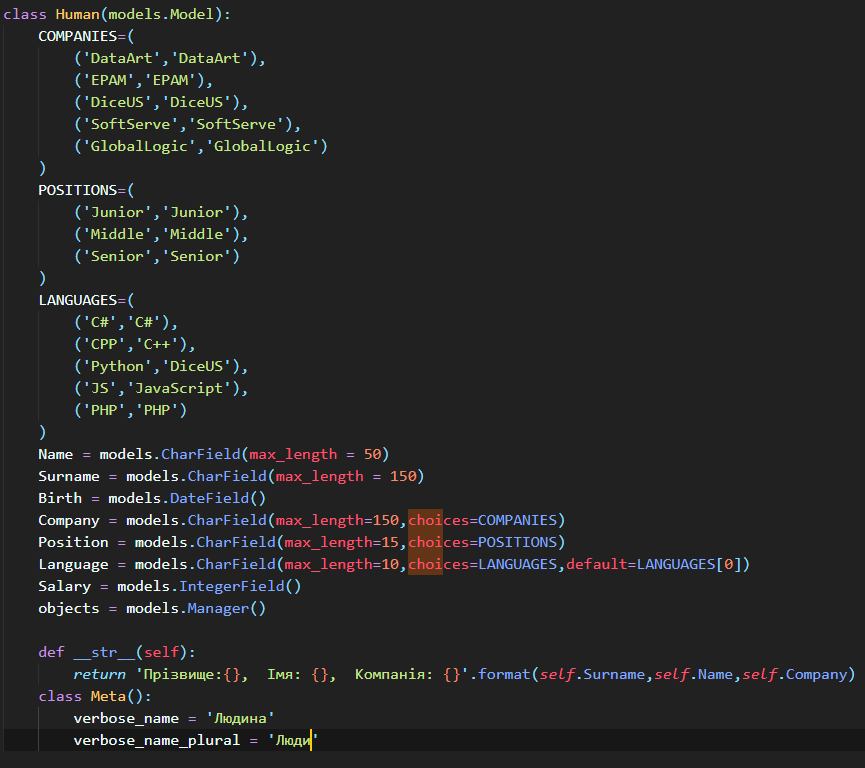 class Human(models.Model):
    COMPANIES=(
        ('DataArt','DataArt'),
        ('EPAM','EPAM'),
        ('DiceUS','DiceUS'),
        ('SoftServe','SoftServe'),
        ('GlobalLogic','GlobalLogic')
    )
    POSITIONS=(
        ('Junior','Junior'),
        ('Middle','Middle'),
        ('Senior','Senior')
    )
    LANGUAGES=(
        ('C#','C#'),
        ('CPP','C++'),
        ('Python','DiceUS'),
        ('JS','JavaScript'),
        ('PHP','PHP')
    )
    Name = models.CharField(max_length = 50)
    Surname = models.CharField(max_length = 150)
    Birth = models.DateField()
    Company = models.CharField(max_length=150,choices=COMPANIES)
    Position = models.CharField(max_length=15,choices=POSITIONS)
    Language = models.CharField(max_length=10,choices=LANGUAGES,default=LANGUAGES[0])
    Salary = models.IntegerField()
    objects = models.Manager()

    def __str__(self):
        return 'Прізвище:{},  Імя: {},  Компанія: {}'.format(self.Surname,self.Name,self.Company)
    class Meta():
        verbose_name = 'Людина'
        verbose_name_plural = 'Люди'